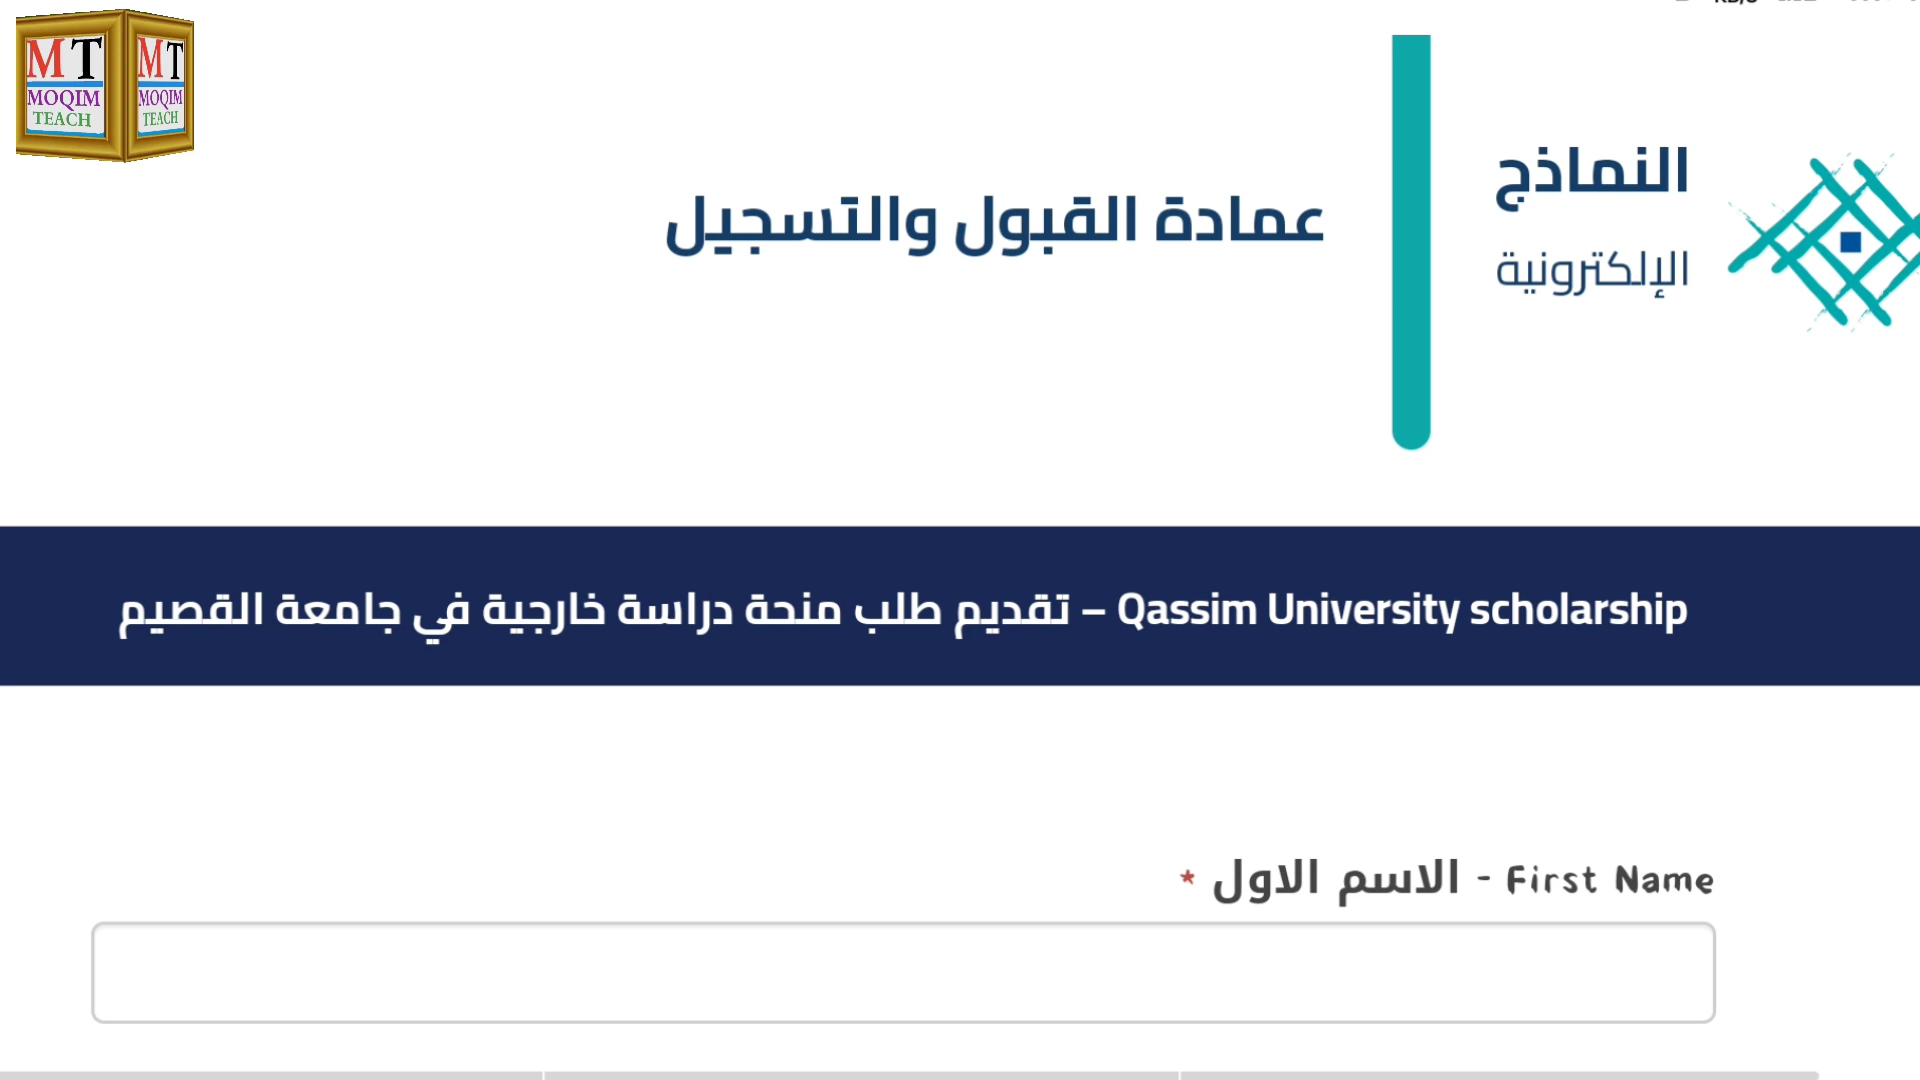 MT MT
MOQIM MOQIM
TEACH TEACH
النماذج
الإلكترونية
عمادة القبول والتسجيل
Qassim University scholarship – تقديم طلب منحة دراسة خارجية في جامعة القصيم
First Name - الاسم الاول *